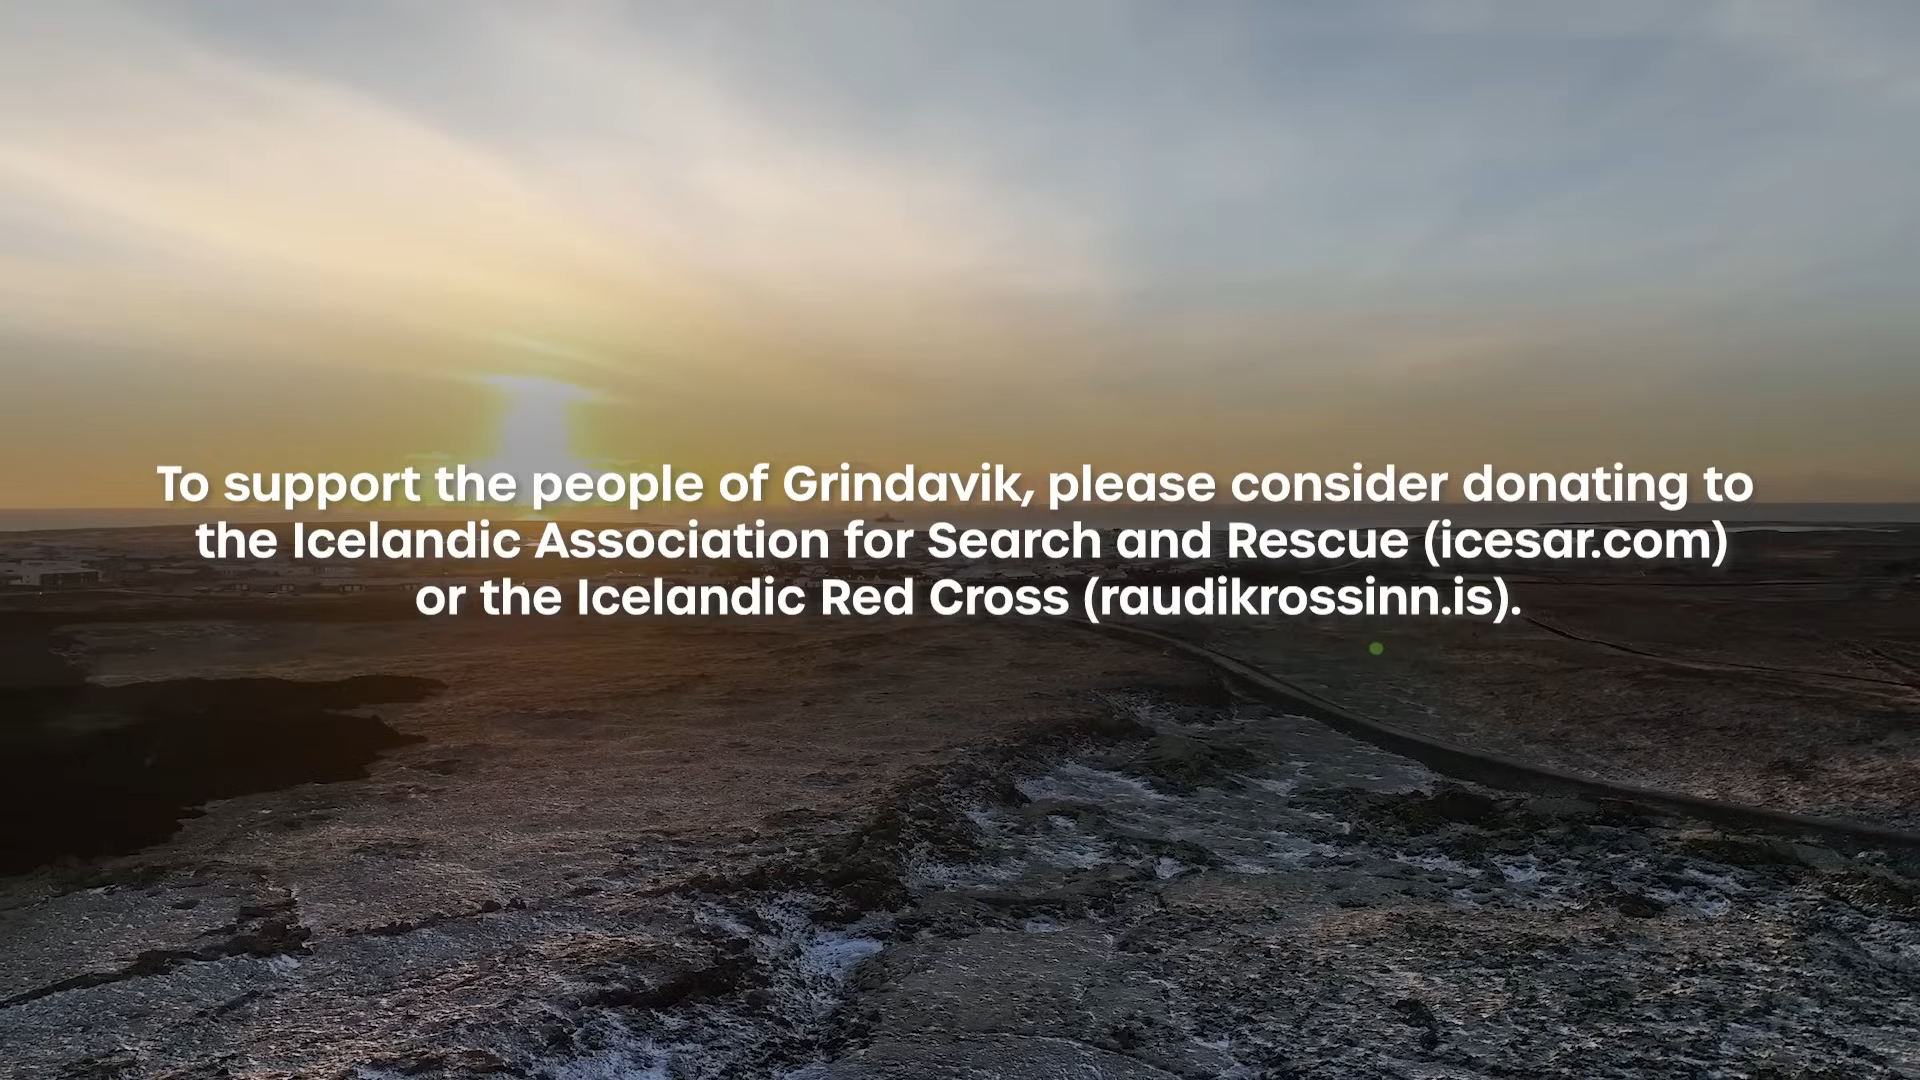 To support the people of Grindavik, please consider donating to
the Icelandic Association for Search and Rescue (icesar.com)
or the Icelandic Red Cross (raudikrossinn.is).